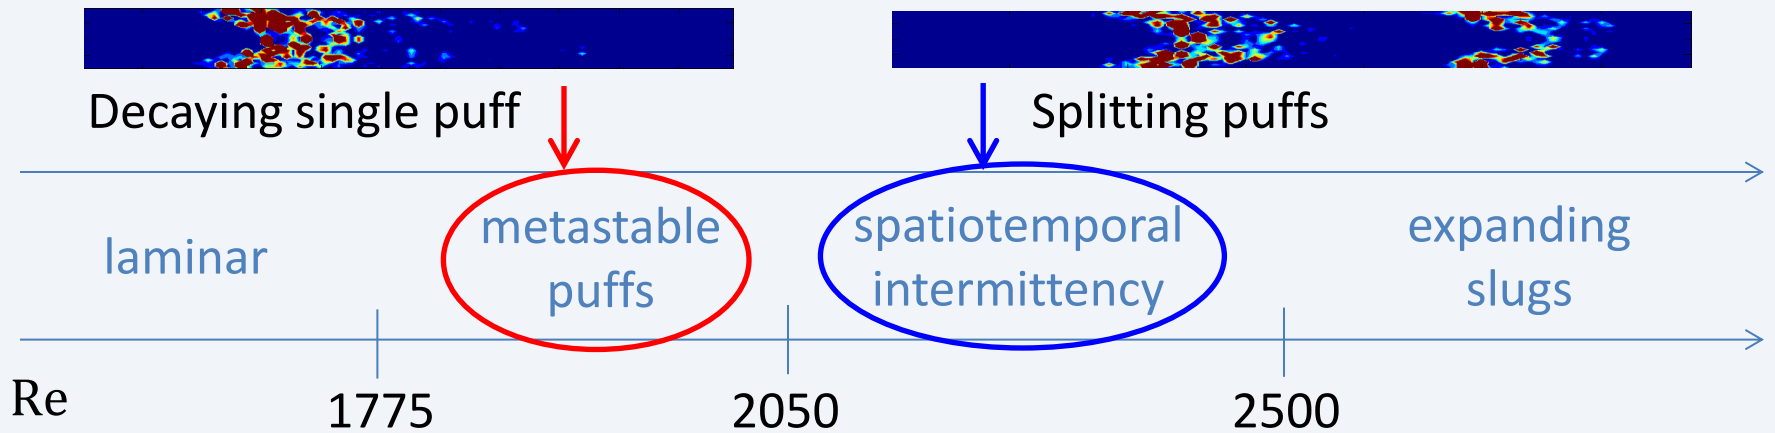 Decaying single puff
Splitting puffs
laminar
metastable
puffs
spatiotemporal
intermittency
expanding
slugs
Re
1775
2050
2500